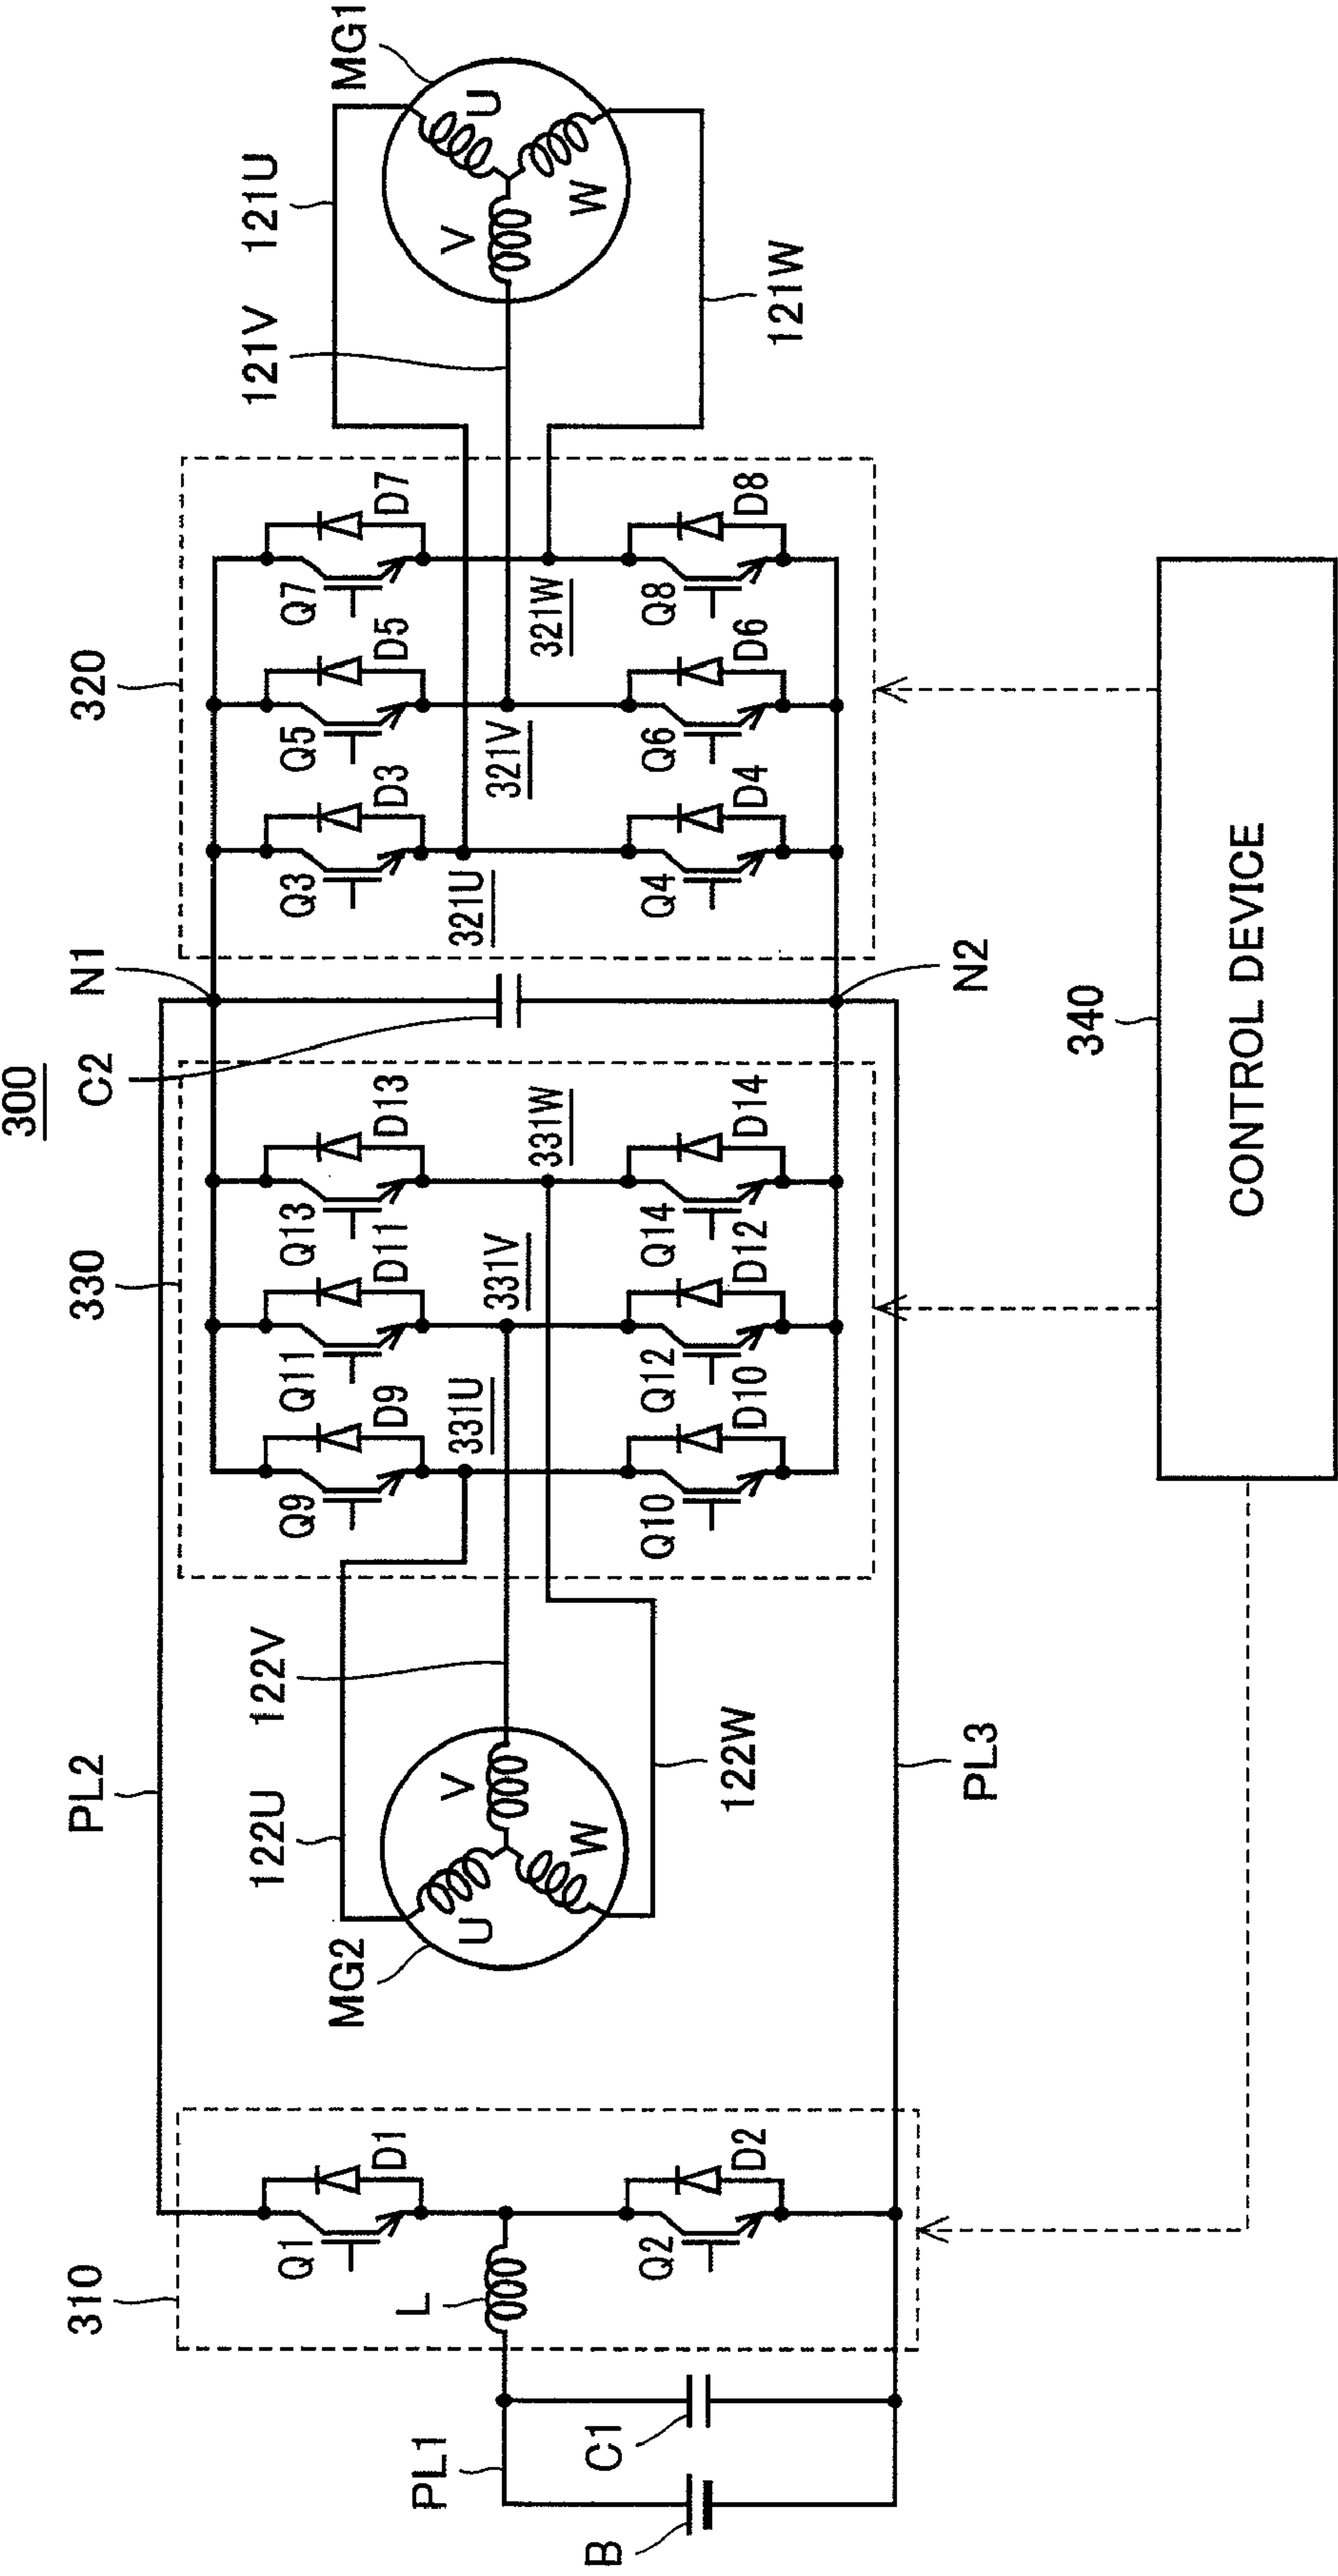 300
PL2
N1
C2
310
330
320
Q1
D1
Q9
D9
Q11
D11
Q13
D13
Q3
D3
Q5
D5
Q7
D7
MG2
122U
122V
U
V
W
122W
331U
331V
331W
321U
321V
321W
121U
121V
MG1
U
V
W
121W
PL1
L
B
C1
Q2
D2
Q10
D10
Q12
D12
Q14
D14
Q4
D4
Q6
D6
Q8
D8
PL3
N2
340
CONTROL DEVICE